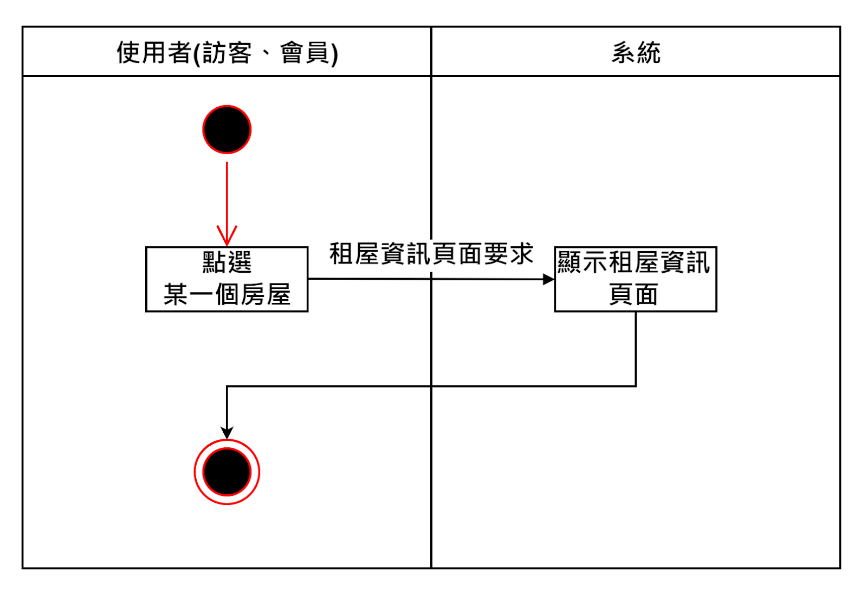 使用者(訪客、會員)
系統
點選
某一個房屋
租屋資訊頁面要求
顯示租屋資訊
頁面